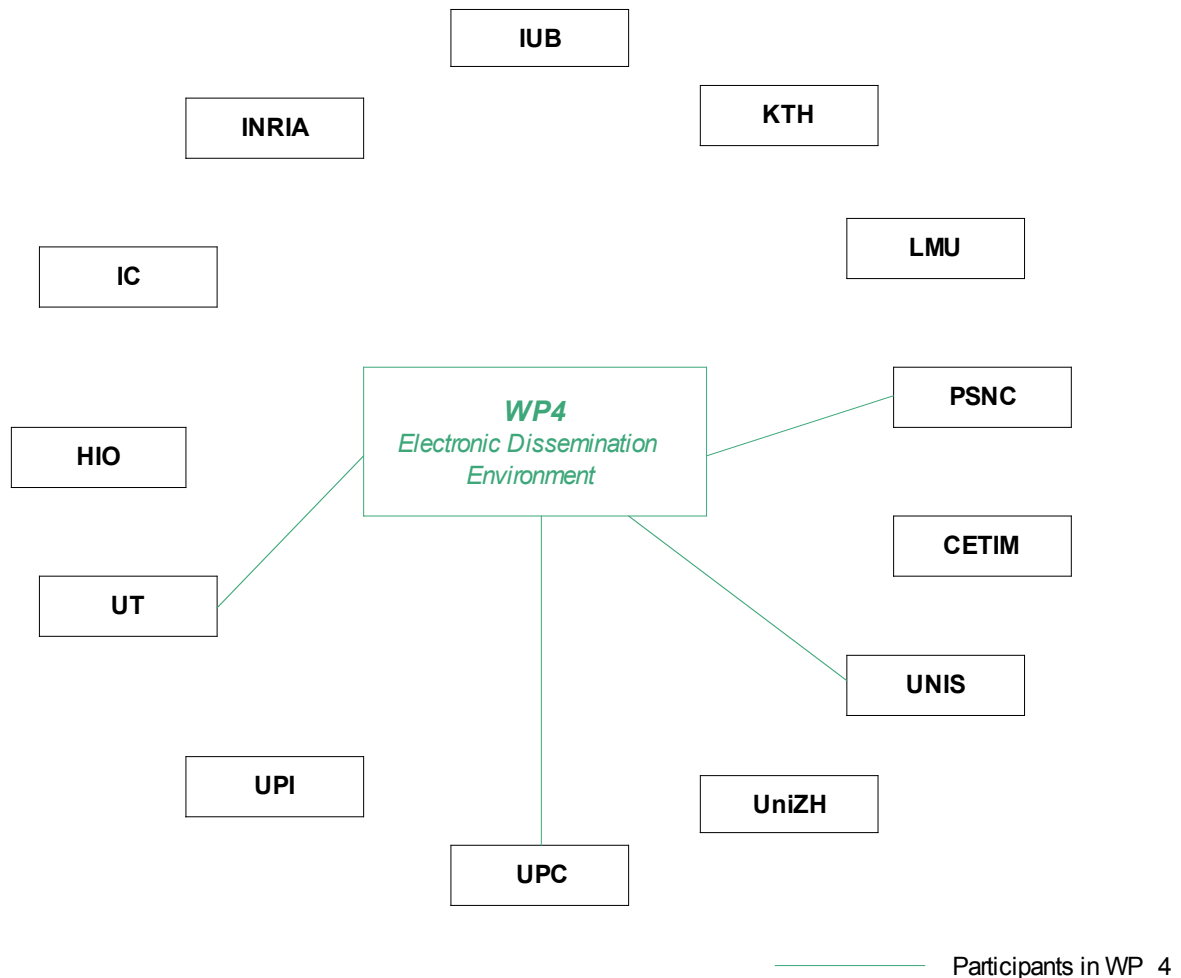 IUB
KTH
INRIA
LMU
IC
PSNC
WP4
Electronic Dissemination
Environment
HIO
CETIM
UT
UNIS
UPI
UniZH
UPC
Participants in WP 4